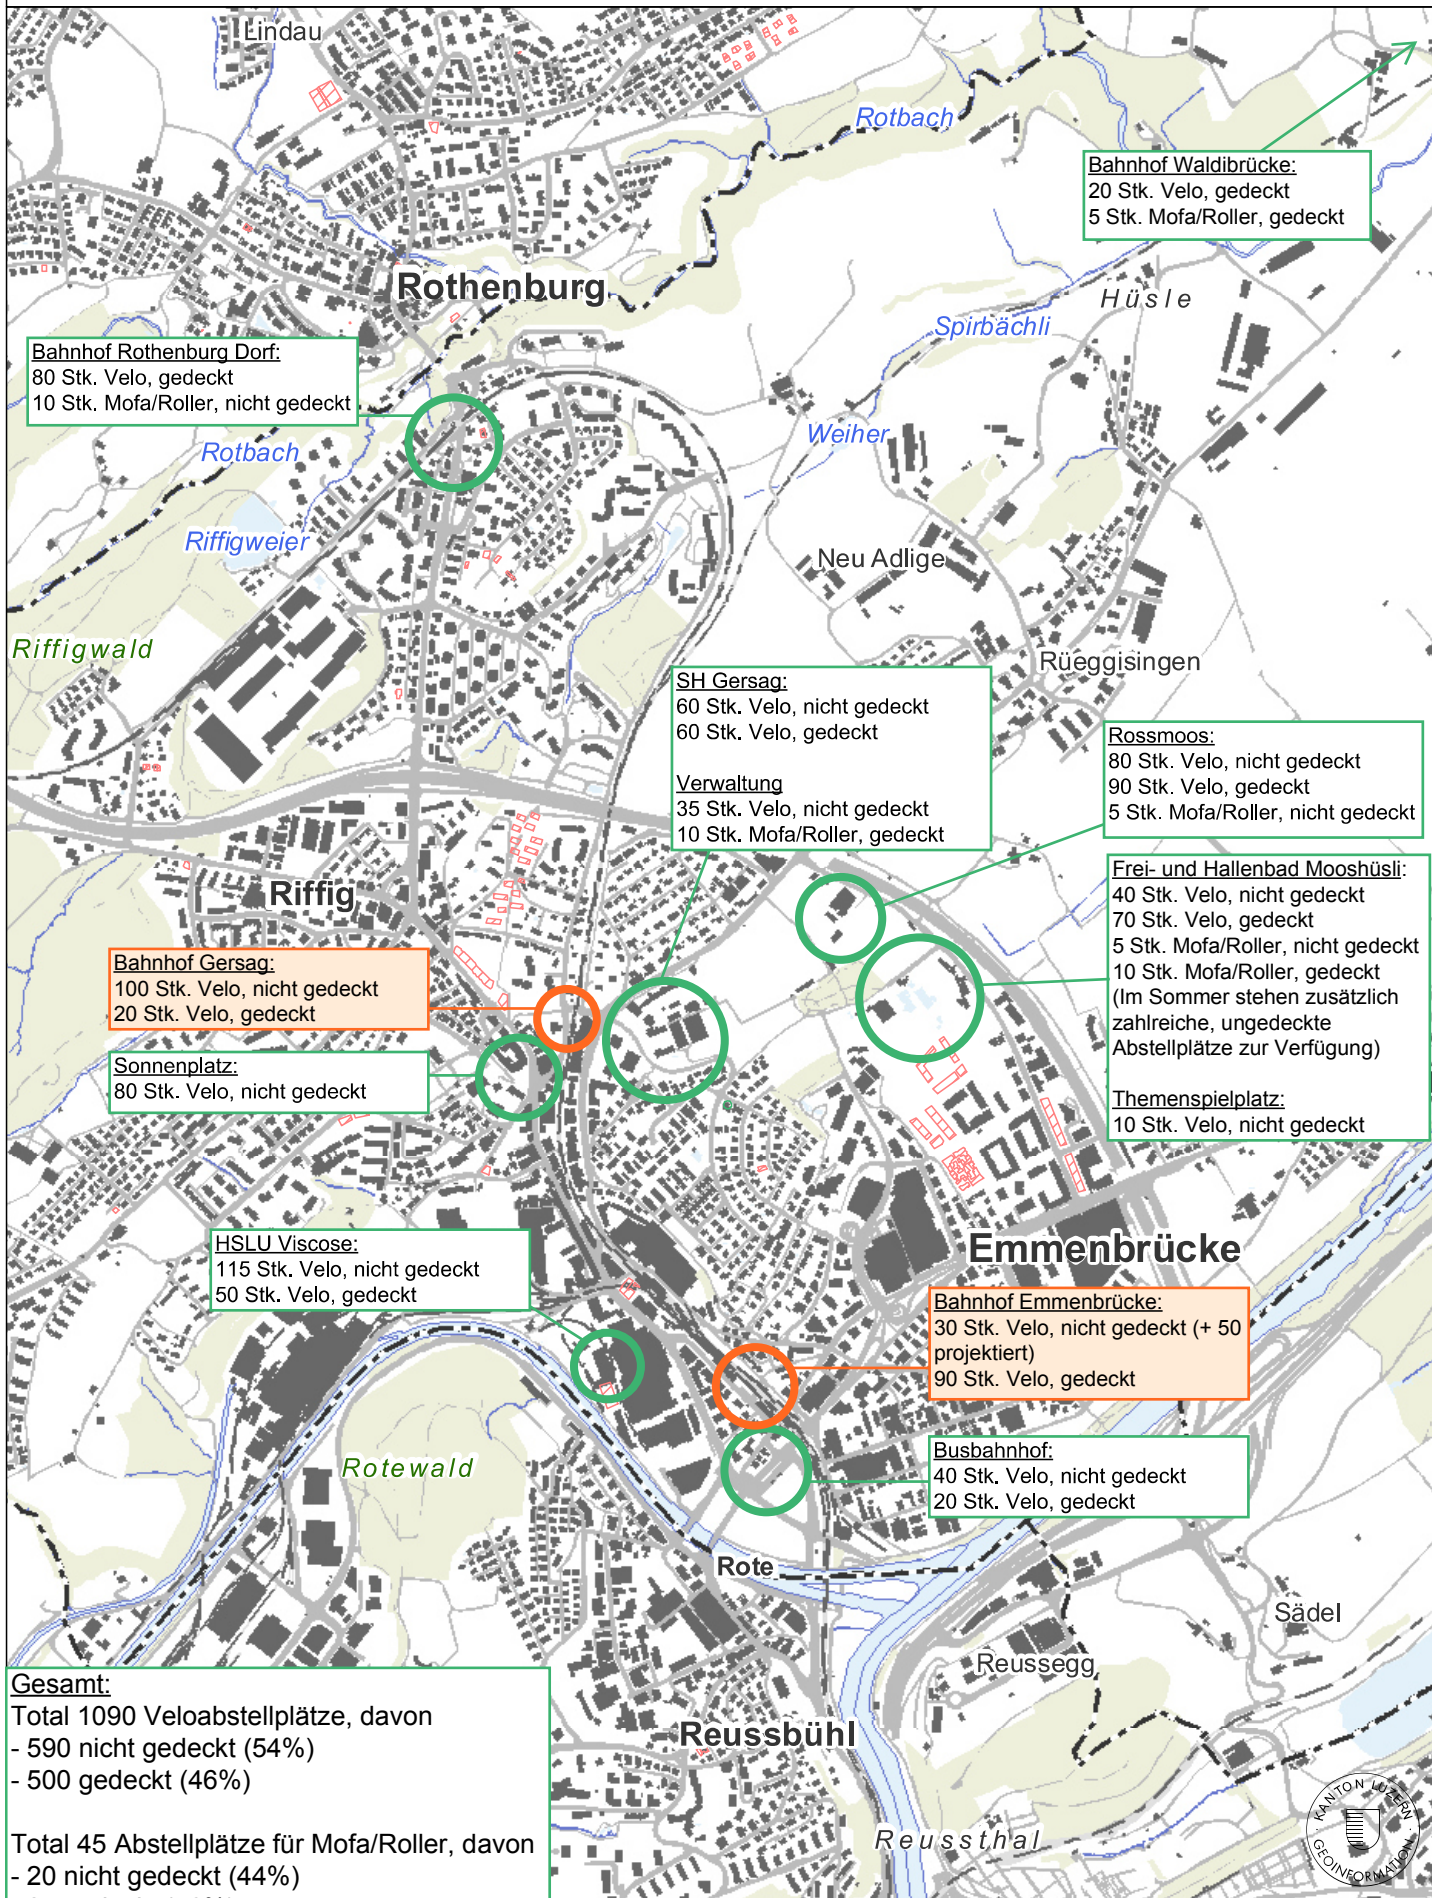 Lindau
Rotbach
Bahnhof Waldibrücke:
20 Stk. Velo, gedeckt
5 Stk. Mofa/Roller, gedeckt
Rothenburg
Hüsle
Spirbächli
Bahnhof Rothenburg Dorf:
80 Stk. Velo, gedeckt
10 Stk. Mofa/Roller, nicht gedeckt
Weiher
Rotbach
Riffigweier
Neu Adlige
Riffigwald
Rüeggisingen
SH Gersag:
60 Stk. Velo, nicht gedeckt
60 Stk. Velo, gedeckt
Verwaltung
35 Stk. Velo, nicht gedeckt
10 Stk. Mofa/Roller, gedeckt
Rossmoos:
80 Stk. Velo, nicht gedeckt
90 Stk. Velo, gedeckt
5 Stk. Mofa/Roller, nicht gedeckt
Riffig
Frei- und Hallenbad Mooshüsli:
40 Stk. Velo, nicht gedeckt
70 Stk. Velo, gedeckt
5 Stk. Mofa/Roller, nicht gedeckt
10 Stk. Mofa/Roller, gedeckt
(Im Sommer stehen zusätzlich
zahlreiche, ungedeckte
Abstellplätze zur Verfügung)
Themenspielplatz:
10 Stk. Velo, nicht gedeckt
Bahnhof Gersag:
100 Stk. Velo, nicht gedeckt
20 Stk. Velo, gedeckt
Sonnenplatz:
80 Stk. Velo, nicht gedeckt
HSLU Viscose:
115 Stk. Velo, nicht gedeckt
50 Stk. Velo, gedeckt
Emmenbrücke
Bahnhof Emmenbrücke:
30 Stk. Velo, nicht gedeckt (+ 50
projektiert)
90 Stk. Velo, gedeckt
Busbahnhof:
40 Stk. Velo, nicht gedeckt
20 Stk. Velo, gedeckt
Rotewald
Rote
Sädel
Reussegg
Gesamt:
Total 1090 Veloabstellplätze, davon
- 590 nicht gedeckt (54%)
- 500 gedeckt (46%)
Total 45 Abstellplätze für Mofa/Roller, davon
- 20 nicht gedeckt (44%)
Reussbühl
Reussthal
KANTON LUZERN
GEOINFORMATION